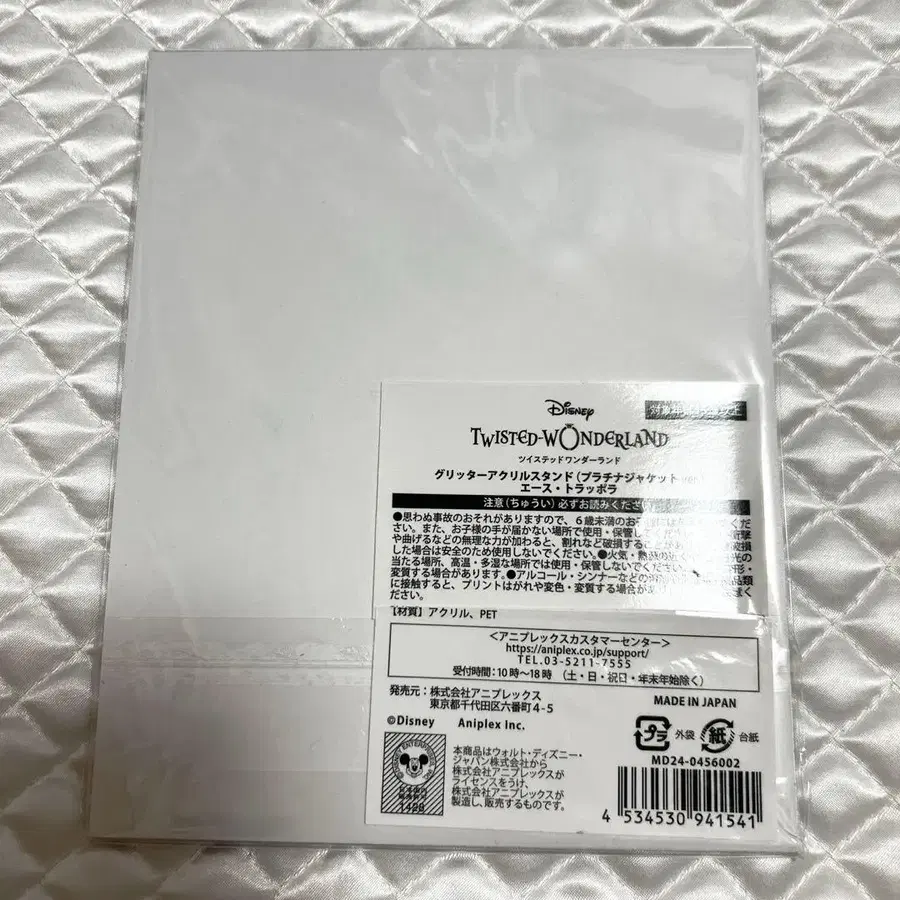 Disney
TWISTED-WONDERLAND
ツイステッドワンダーランド
グリッターアクリルスタンド（プラチナジャケット
エース・トラッポラ
注意（ちゅうい）必ずお読みくださ
●思わぬ事故のおそれがありますので、６歳未満のお
さい。また、お子様の手が届かない場所で使用・保管して
や曲げるなどの無理な力が加わると、割れなど破損する
した場合は安全のため使用しないでください。●火気・
当たる場所、高温・多湿な場所では使用・保管しないで
変質する場合があります。●アルコール・シンナーなどの
に接触すると、プリントはがれや変色・変質する場合が
ください。
【材質】アクリル、PET
＜アニプレックスカスタマーセンター＞
https://aniplex.co.jp/support/
TEL.03-5211-7555
受付時間：10時〜18時　（土・日・祝日・年末年始除く）
発売元：株式会社アニプレックス
東京都千代田区六番町4-5
MADE IN JAPAN
©Disney　Aniplex Inc.
プラ 外袋 紙 台紙
MD24-0456002
本商品はウォルト・ディズニー・
ジャパン株式会社から
株式会社アニプレックスが
ライセンスをうけ、
株式会社アニプレックスが
製造し、販売するものです。
1428
4 534530 941541